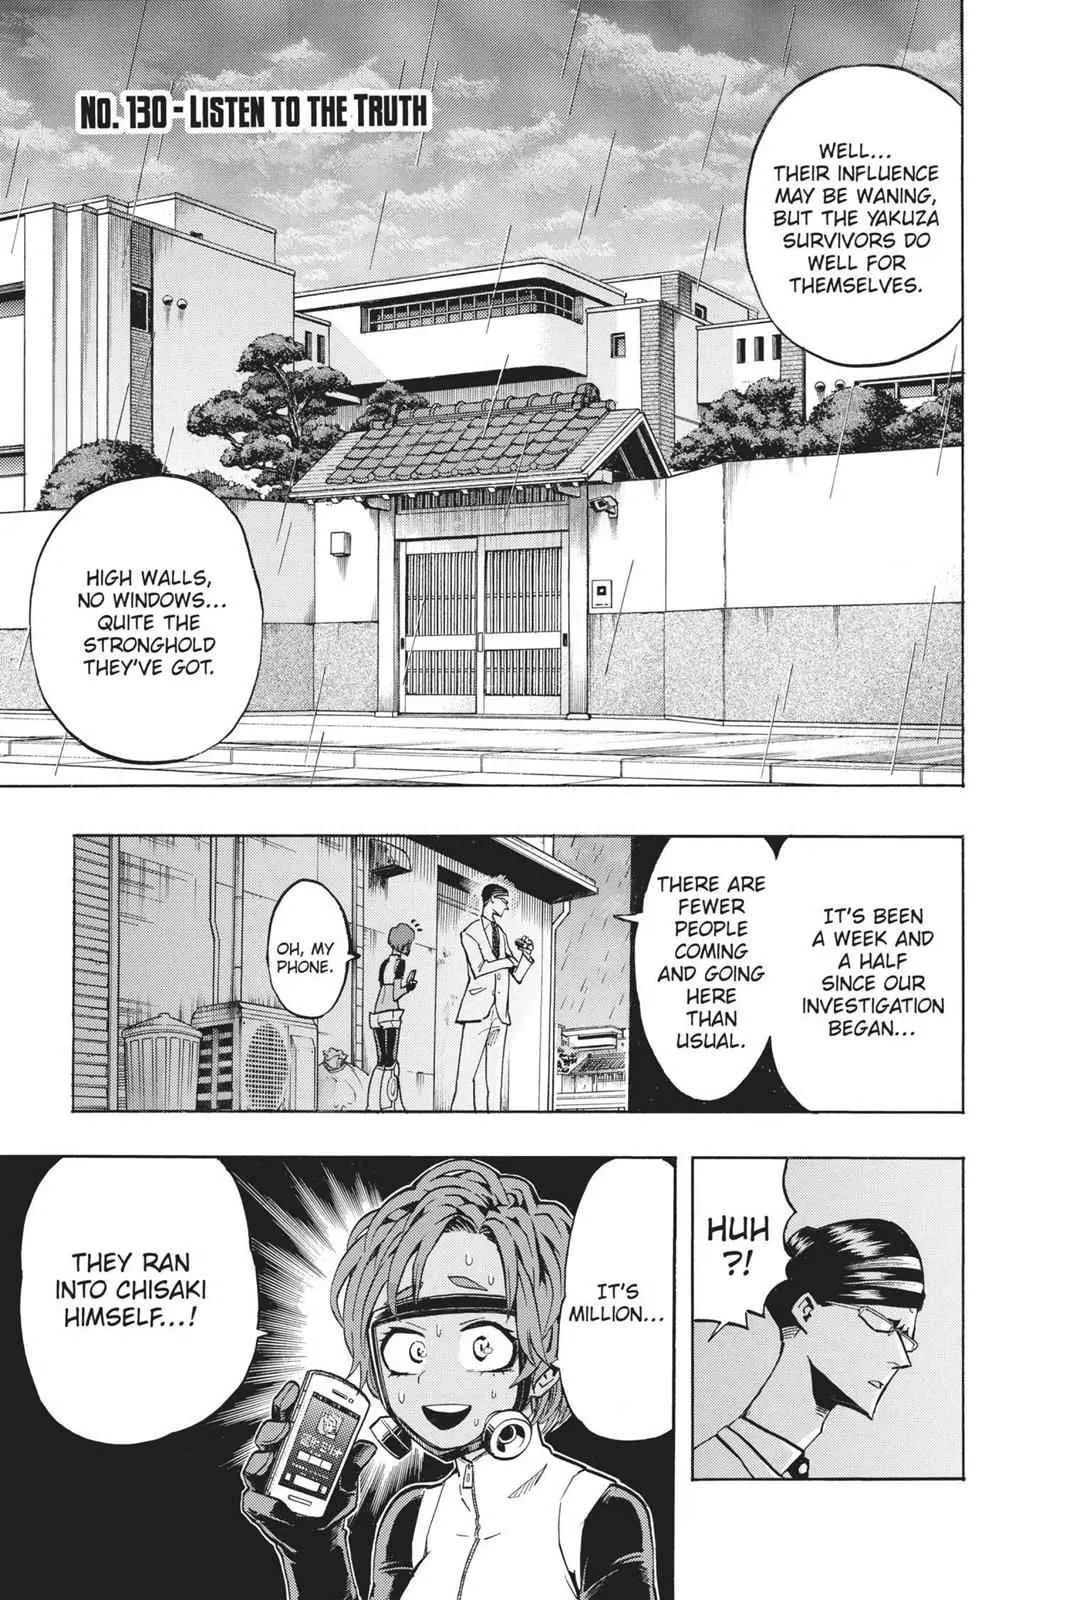 No. 130 - Listen to the Truth
WELL...
THEIR INFLUENCE
MAY BE WANING,
BUT THE YAKUZA
SURVIVORS DO
WELL FOR
THEMSELVES.
HIGH WALLS,
NO WINDOWS...
QUITE THE
STRONGHOLD
THEY'VE GOT.
IT'S BEEN
A WEEK AND
A HALF
SINCE OUR
INVESTIGATION
BEGAN...
THERE ARE
FEWER
PEOPLE
COMING
AND GOING
HERE
THAN
USUAL.
OH, MY
PHONE.
HUH
?!
IT'S
MILLION...
THEY RAN
INTO CHISAKI
HIMSELF...!